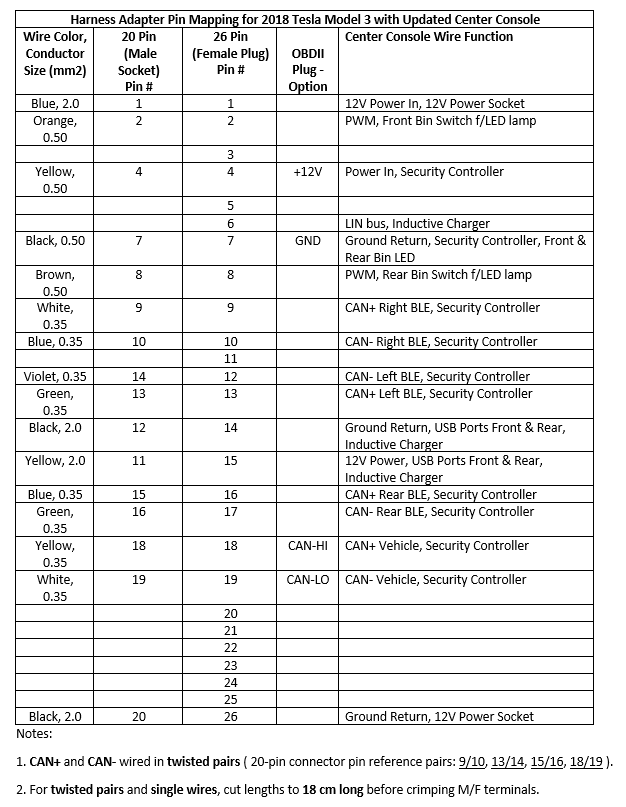 Harness Adapter Pin Mapping for 2018 Tesla Model 3 with Updated Center Console
Wire Color, Conductor Size (mm2) 20 Pin (Male Socket) Pin # 26 Pin (Female Plug) Pin # OBDII Plug - Option Center Console Wire Function
Blue, 2.0 1 1 12V Power In, 12V Power Socket
Orange, 0.50 2 2 PWM, Front Bin Switch f/LED lamp
3
Yellow, 0.50 4 4 +12V Power In, Security Controller
5
6 LIN bus, Inductive Charger
Black, 0.50 7 7 GND Ground Return, Security Controller, Front & Rear Bin LED
Brown, 0.50 8 8 PWM, Rear Bin Switch f/LED lamp
White, 0.35 9 9 CAN+ Right BLE, Security Controller
Blue, 0.35 10 10 CAN- Right BLE, Security Controller
11
Violet, 0.35 14 12 CAN- Left BLE, Security Controller
Green, 0.35 13 13 CAN+ Left BLE, Security Controller
Black, 2.0 12 14 Ground Return, USB Ports Front & Rear, Inductive Charger
Yellow, 2.0 11 15 12V Power, USB Ports Front & Rear, Inductive Charger
Blue, 0.35 15 16 CAN+ Rear BLE, Security Controller
Green, 0.35 16 17 CAN- Rear BLE, Security Controller
Yellow, 0.35 18 18 CAN-HI CAN+ Vehicle, Security Controller
White, 0.35 19 19 CAN-LO CAN- Vehicle, Security Controller
20
21
22
23
24
25
Black, 2.0 20 26 Ground Return, 12V Power Socket
Notes:
1. CAN+ and CAN- wired in twisted pairs ( 20-pin connector pin reference pairs: 9/10, 13/14, 15/16, 18/19 ).
2. For twisted pairs and single wires, cut lengths to 18 cm long before crimping M/F terminals.